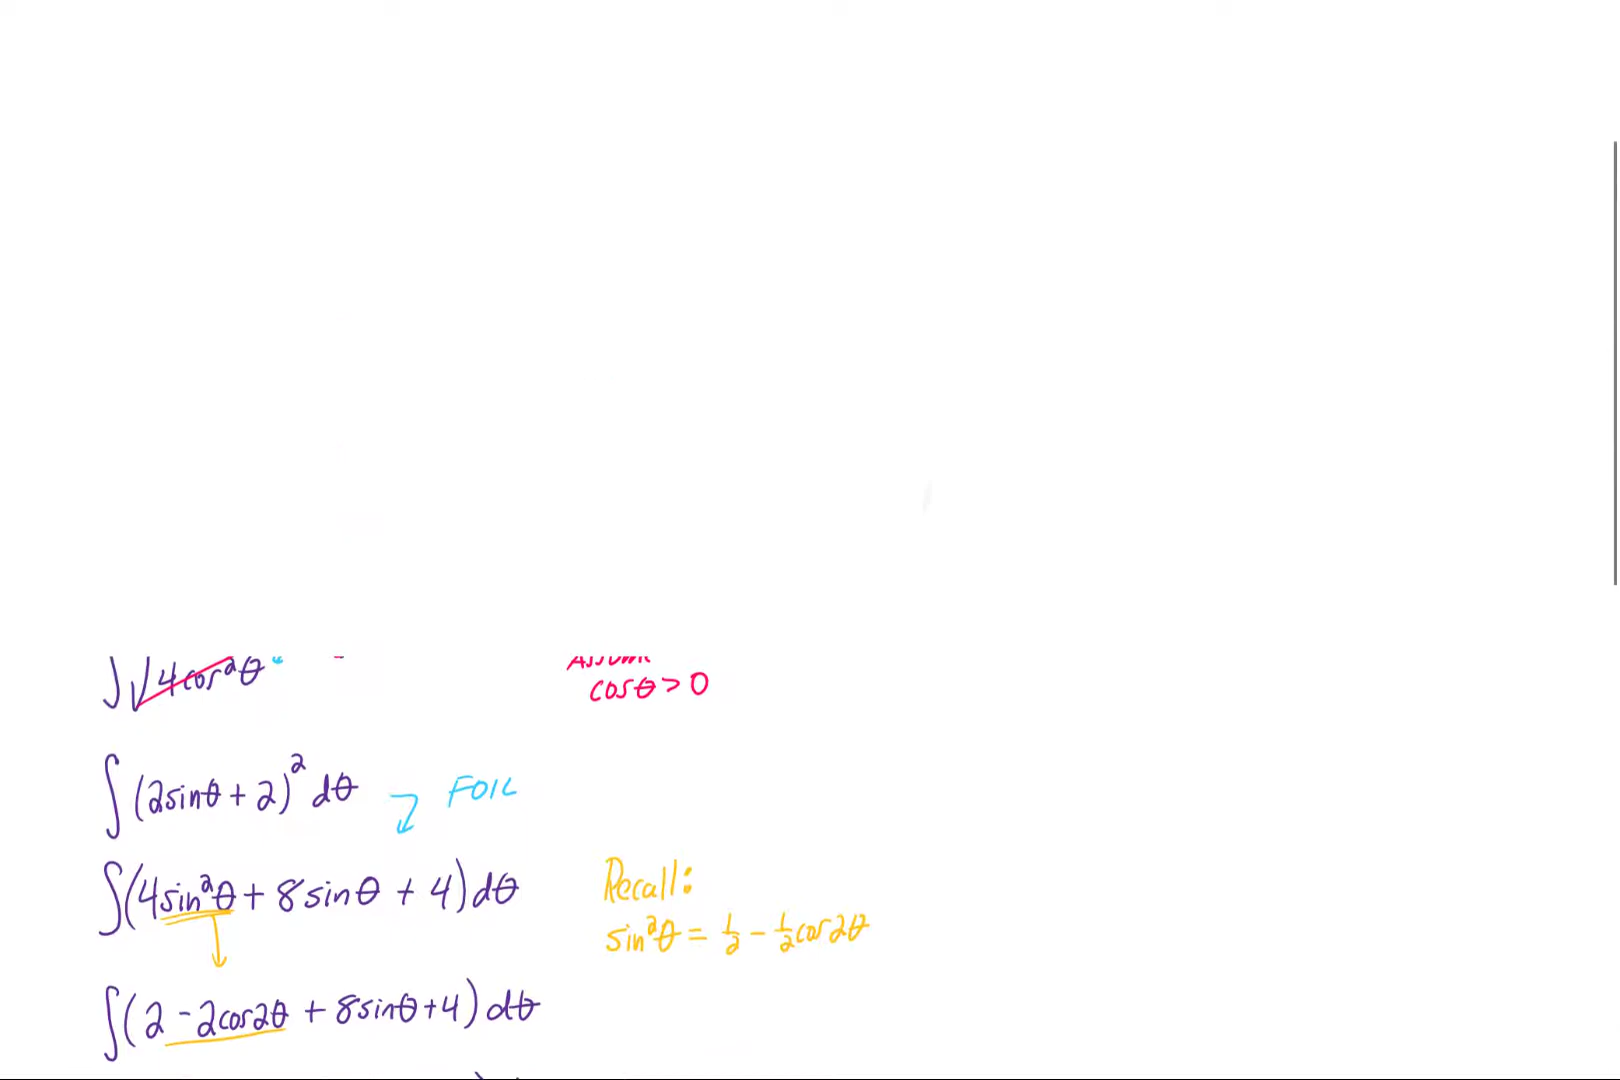 ∫√4cos²θ
cosθ > 0
∫(2sinθ + 2)² dθ
FOIL
∫(4sin²θ + 8sinθ + 4)dθ
Recall:
sin²θ = 1/2 - 1/2cos2θ
∫(2 - 2cos2θ + 8sinθ+4)dθ